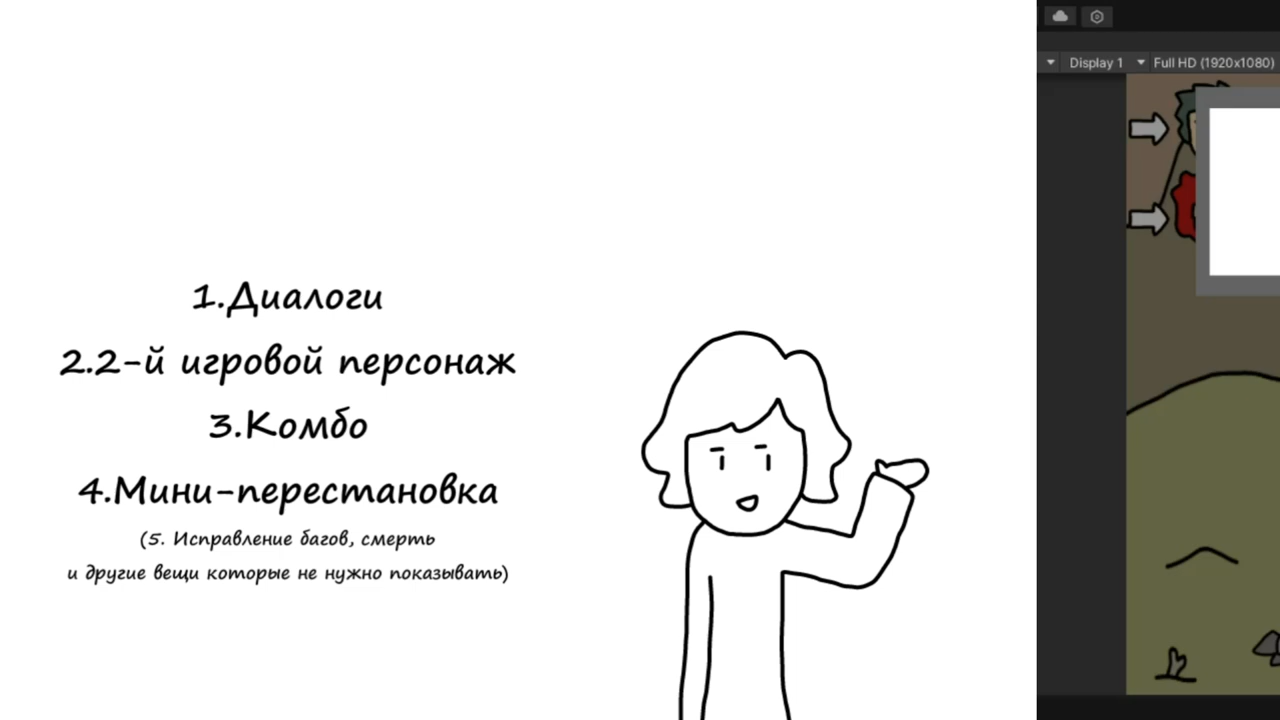 1.Диалоги
2.2-й игровой персонаж
3.Комбо
4.Мини-перестановка
(5. Исправление багов, смерть
и другие вещи которые не нужно показывать)
Display 1
Full HD (1920x1080)